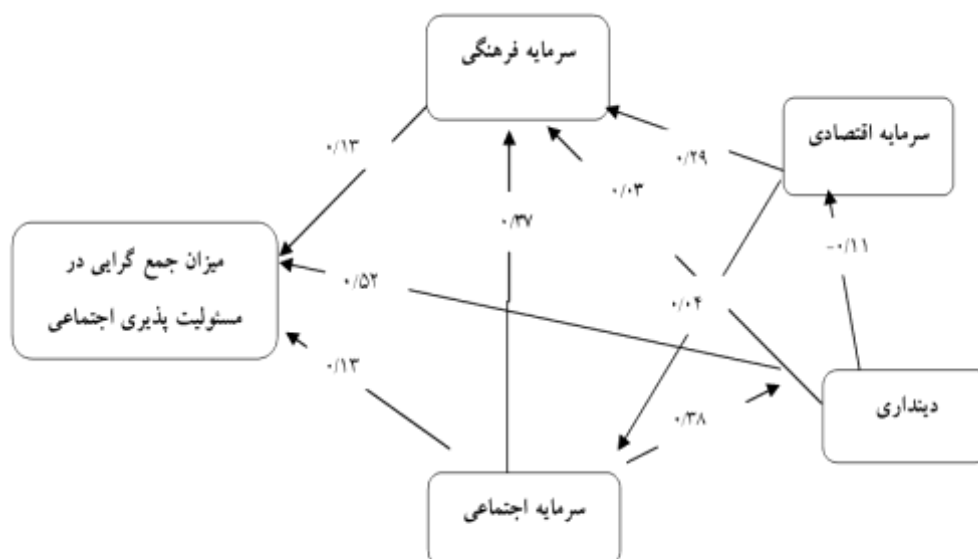 سرمایه فرهنگی
سرمایه اقتصادی
۰/۱۳
۰/۲۹
۰/۰۳
۰/۳۷
-۰/۱۱
میزان جمع گرایی در
مسئولیت پذیری اجتماعی
۰/۵۲
۰/۰۴
۰/۱۳
۰/۳۸
دینداری
سرمایه اجتماعی